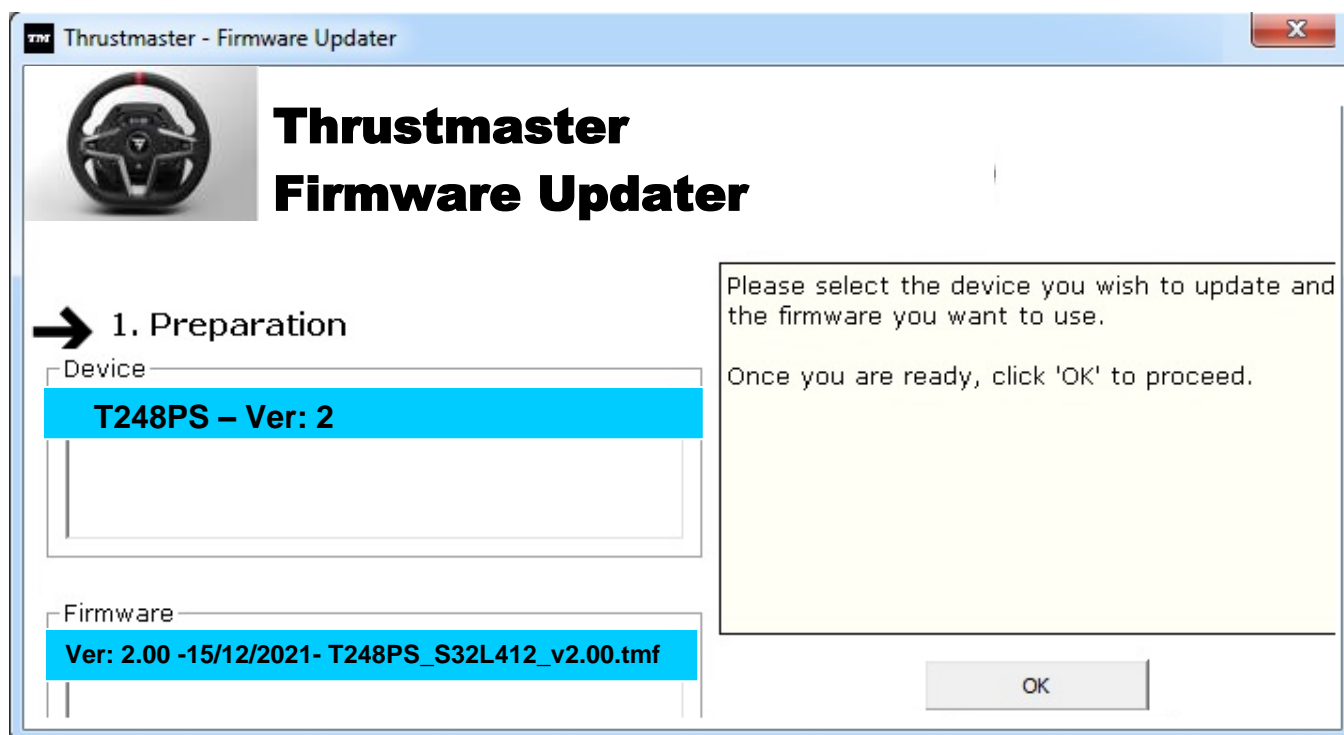 TM Thrustmaster - Firmware Updater
X
Thrustmaster
Firmware Updater
1. Preparation
Device
T248PS – Ver: 2
Firmware
Ver: 2.00 -15/12/2021- T248PS_S32L412_v2.00.tmf
Please select the device you wish to update and
the firmware you want to use.
Once you are ready, click 'OK' to proceed.
OK